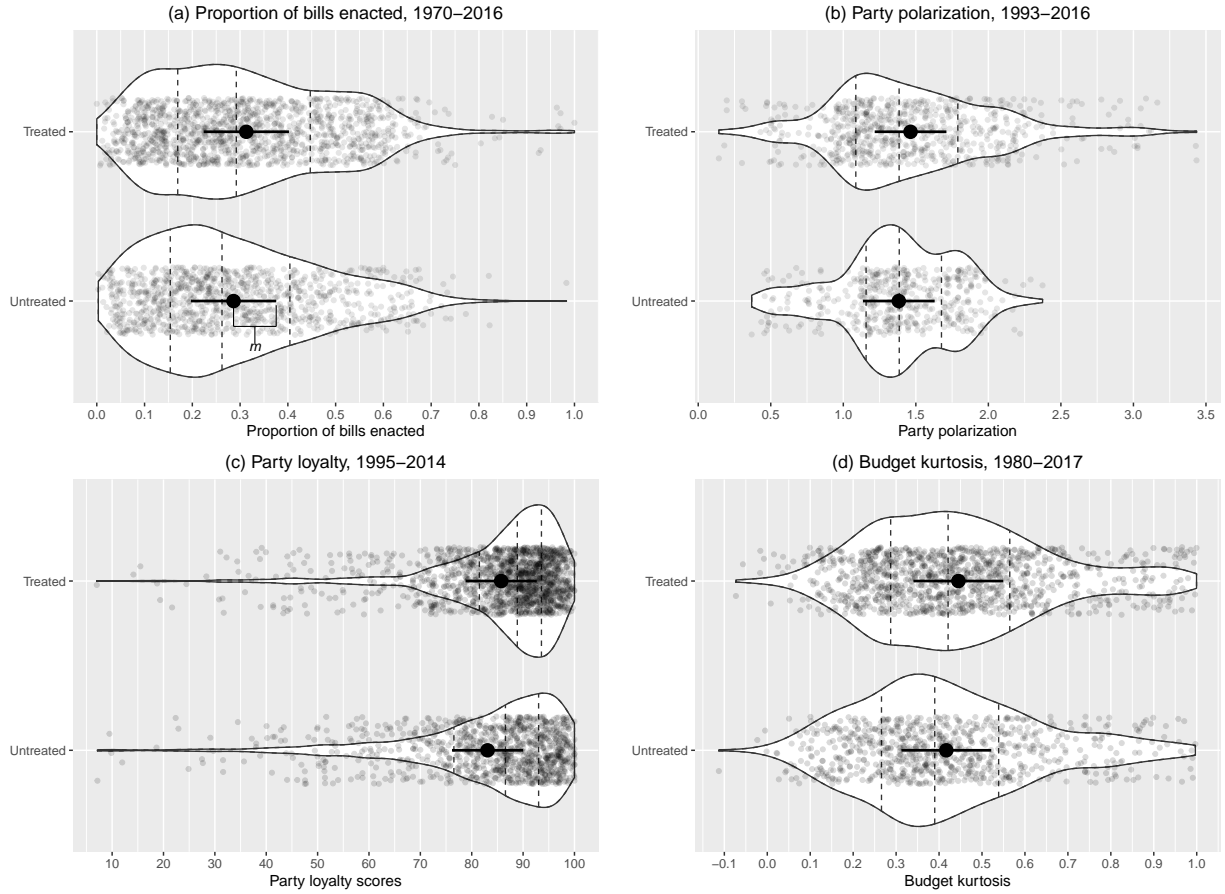 (a) Proportion of bills enacted, 1970−2016
Treated
Untreated
m
0.0 0.1 0.2 0.3 0.4 0.5 0.6 0.7 0.8 0.9 1.0
Proportion of bills enacted
(b) Party polarization, 1993−2016
Treated
Untreated
0.0 0.5 1.0 1.5 2.0 2.5 3.0 3.5
Party polarization
(c) Party loyalty, 1995−2014
Treated
Untreated
10 20 30 40 50 60 70 80 90 100
Party loyalty scores
(d) Budget kurtosis, 1980−2017
Treated
Untreated
−0.1 0.0 0.1 0.2 0.3 0.4 0.5 0.6 0.7 0.8 0.9 1.0
Budget kurtosis